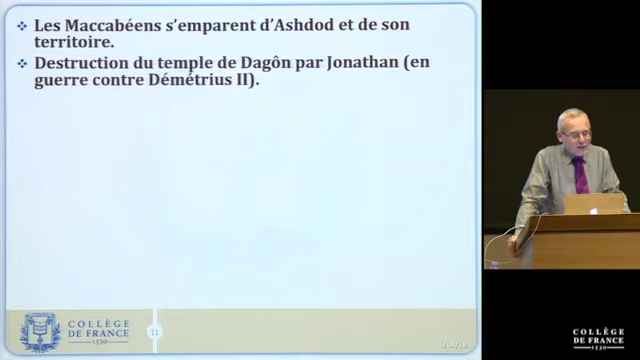 Les Maccabéens s’emparent d’Ashdod et de son
territoire.
Destruction du temple de Dagôn par Jonathan (en
guerre contre Démétrius II).
COLLÈGE
DE FRANCE
1530
11
COLLÈGE
DE FRANCE
1530